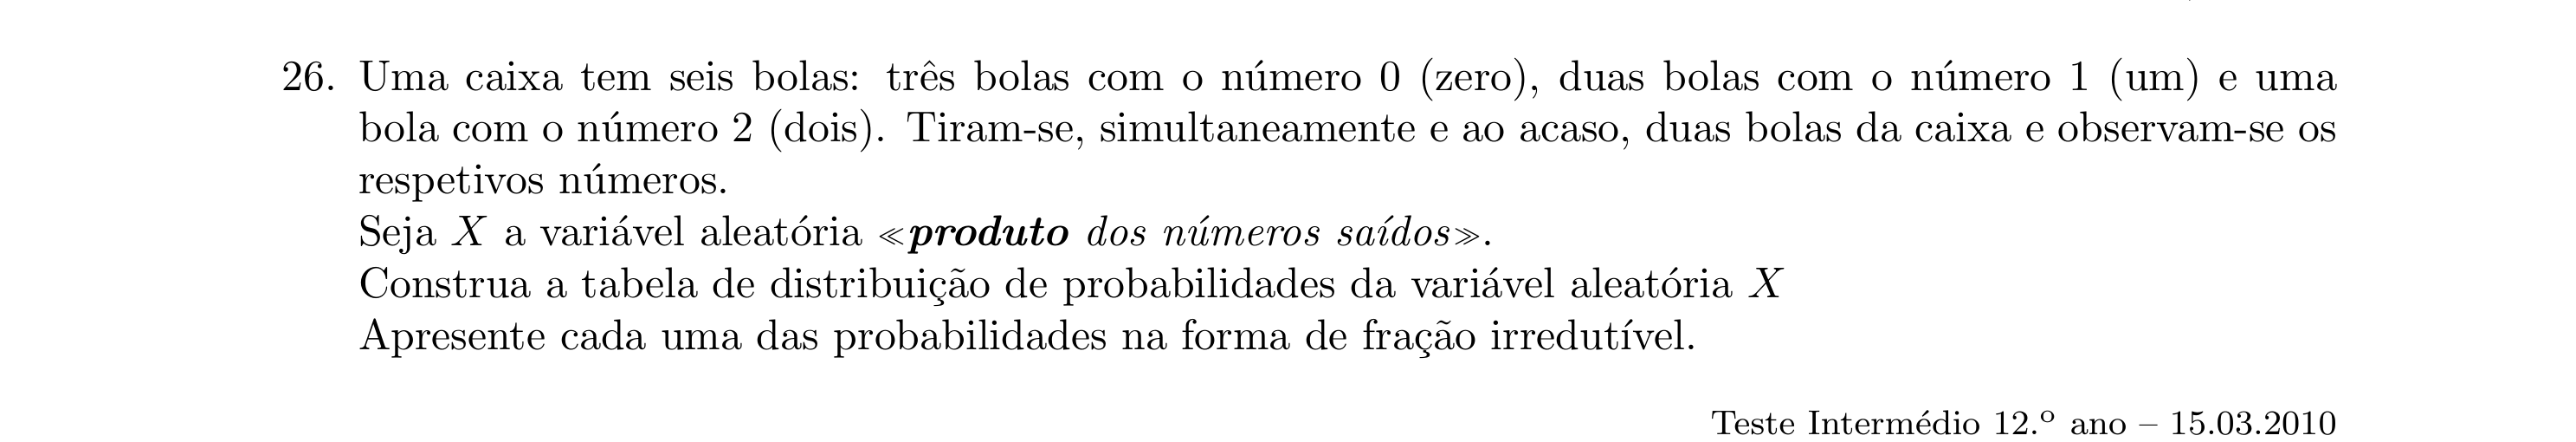 26. Uma caixa tem seis bolas: três bolas com o número 0 (zero), duas bolas com o número 1 (um) e uma
bola com o número 2 (dois). Tiram-se, simultaneamente e ao acaso, duas bolas da caixa e observam-se os
respetivos números.
Seja X a variável aleatória ≪produto dos números saídos≫.
Construa a tabela de distribuição de probabilidades da variável aleatória X
Apresente cada uma das probabilidades na forma de fração irredutível.
Teste Intermédio 12.º ano – 15.03.2010